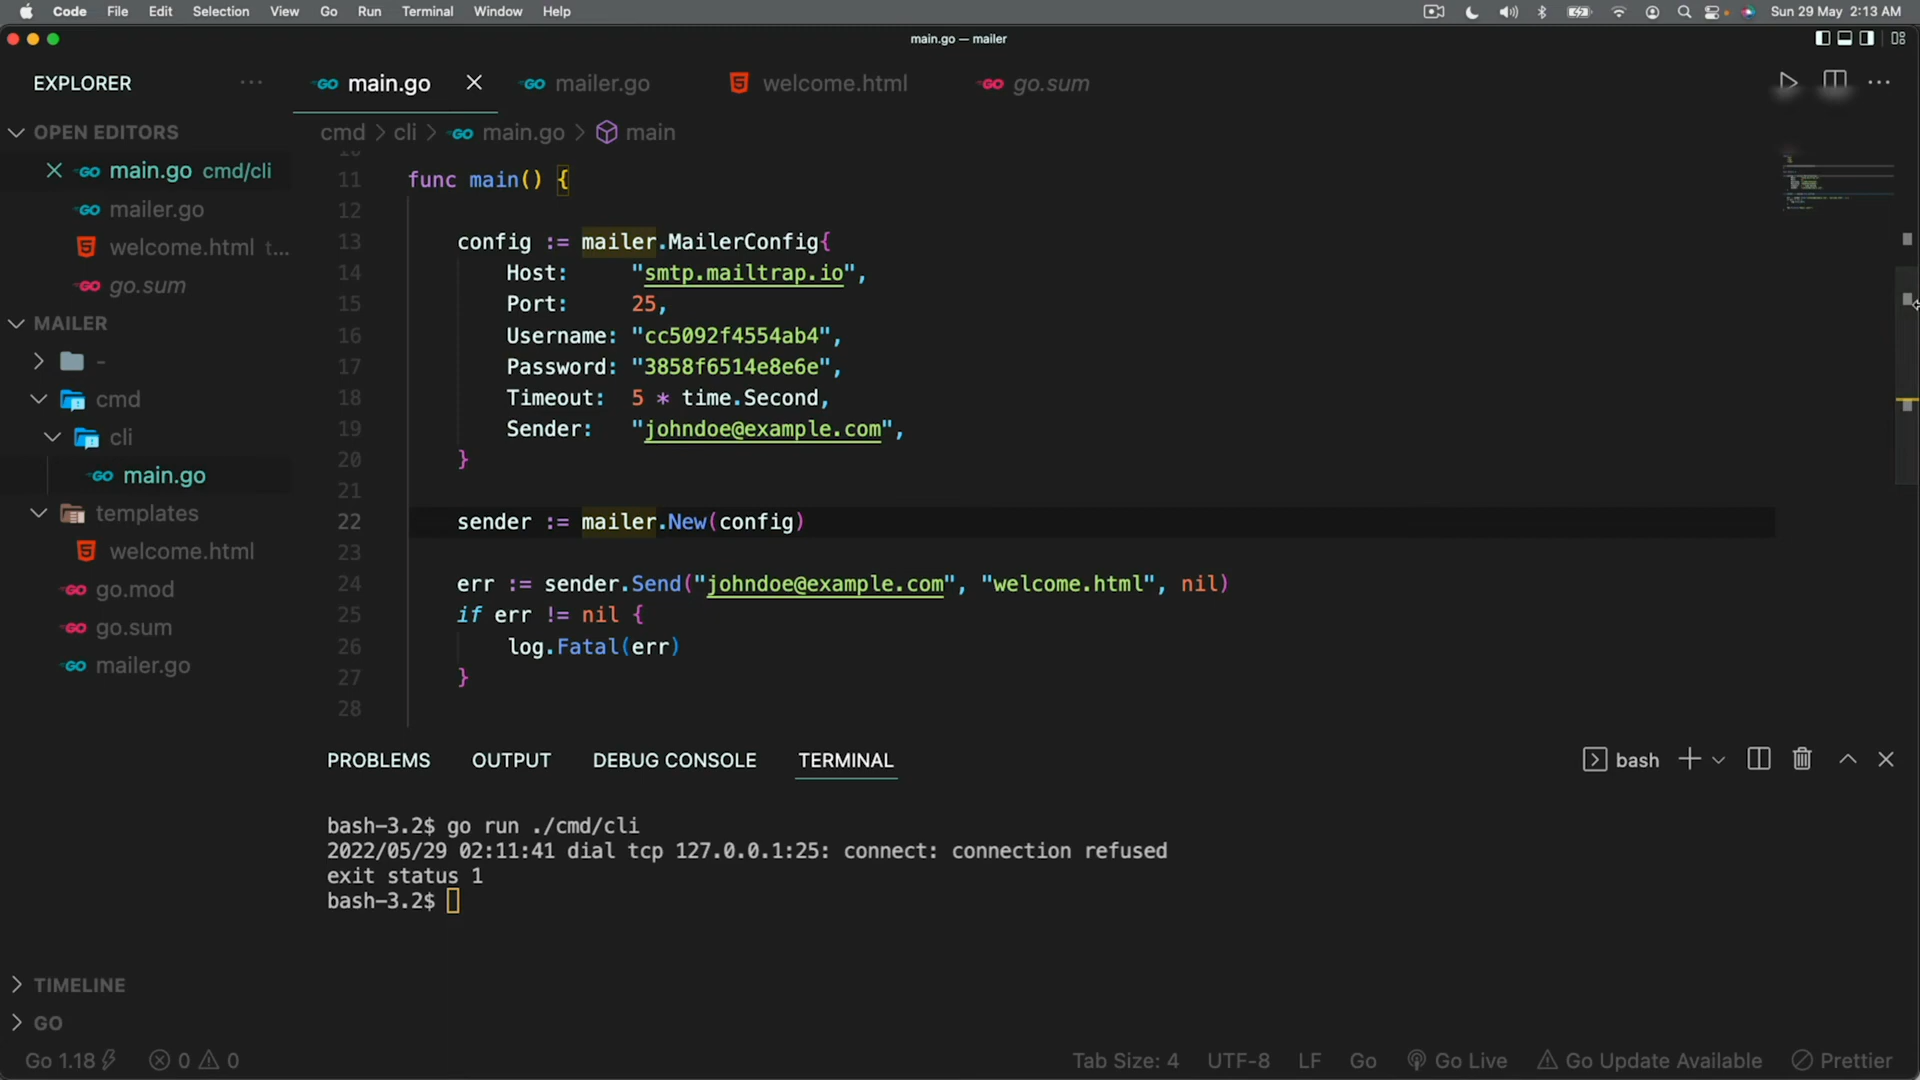 Code File Edit Selection View Go Run Terminal Window Help
Sun 29 May 2:13 AM
main.go — mailer
EXPLORER
main.go
mailer.go
welcome.html
go.sum
OPEN EDITORS
main.go cmd/cli
mailer.go
welcome.html t...
go.sum
MAILER
-
cmd
cli
main.go
templates
welcome.html
go.mod
go.sum
mailer.go
TIMELINE
GO
cmd > cli > main.go > main
11 func main() {
12
13 config := mailer.MailerConfig{
14 Host: "smtp.mailtrap.io",
15 Port: 25,
16 Username: "cc5092f4554ab4",
17 Password: "3858f6514e8e6e",
18 Timeout: 5 * time.Second,
19 Sender: "johndoe@example.com",
20 }
21
22 sender := mailer.New(config)
23
24 err := sender.Send("johndoe@example.com", "welcome.html", nil)
25 if err != nil {
26 log.Fatal(err)
27 }
28
PROBLEMS OUTPUT DEBUG CONSOLE TERMINAL
bash
bash-3.2$ go run ./cmd/cli
2022/05/29 02:11:41 dial tcp 127.0.0.1:25: connect: connection refused
exit status 1
bash-3.2$
Go 1.18 0 0
Tab Size: 4 UTF-8 LF Go Go Live Go Update Available Prettier